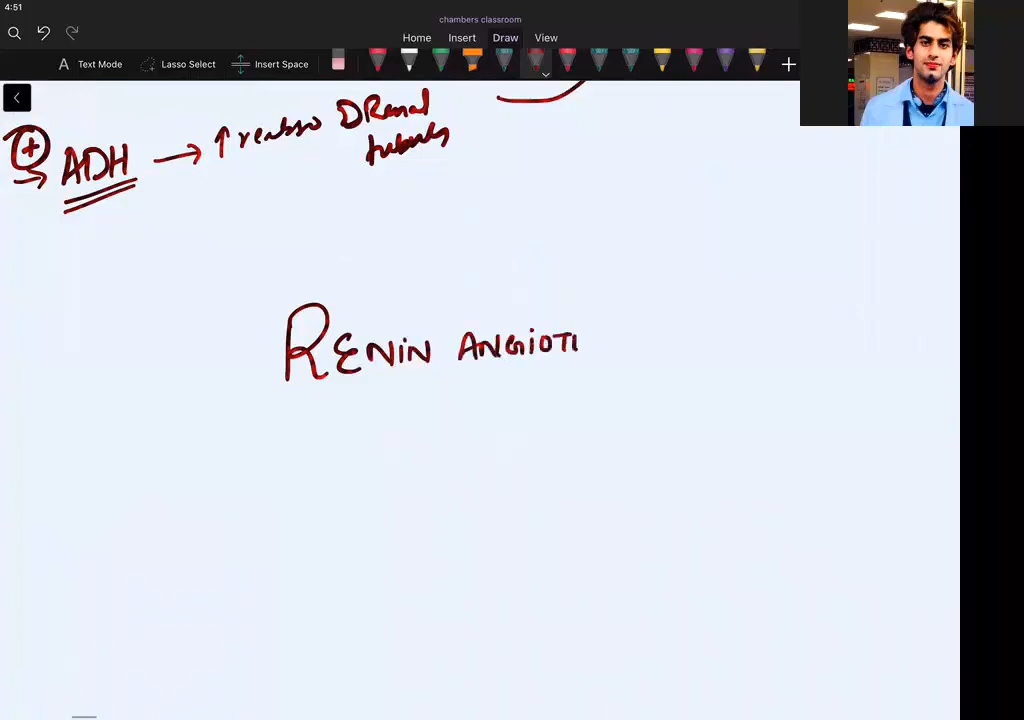 4:51
chambers classroom
Home Insert Draw View
A Text Mode Lasso Select Insert Space
+ ADH → ↑ reabso D Renal
tubules
RENIN ANGIOTI